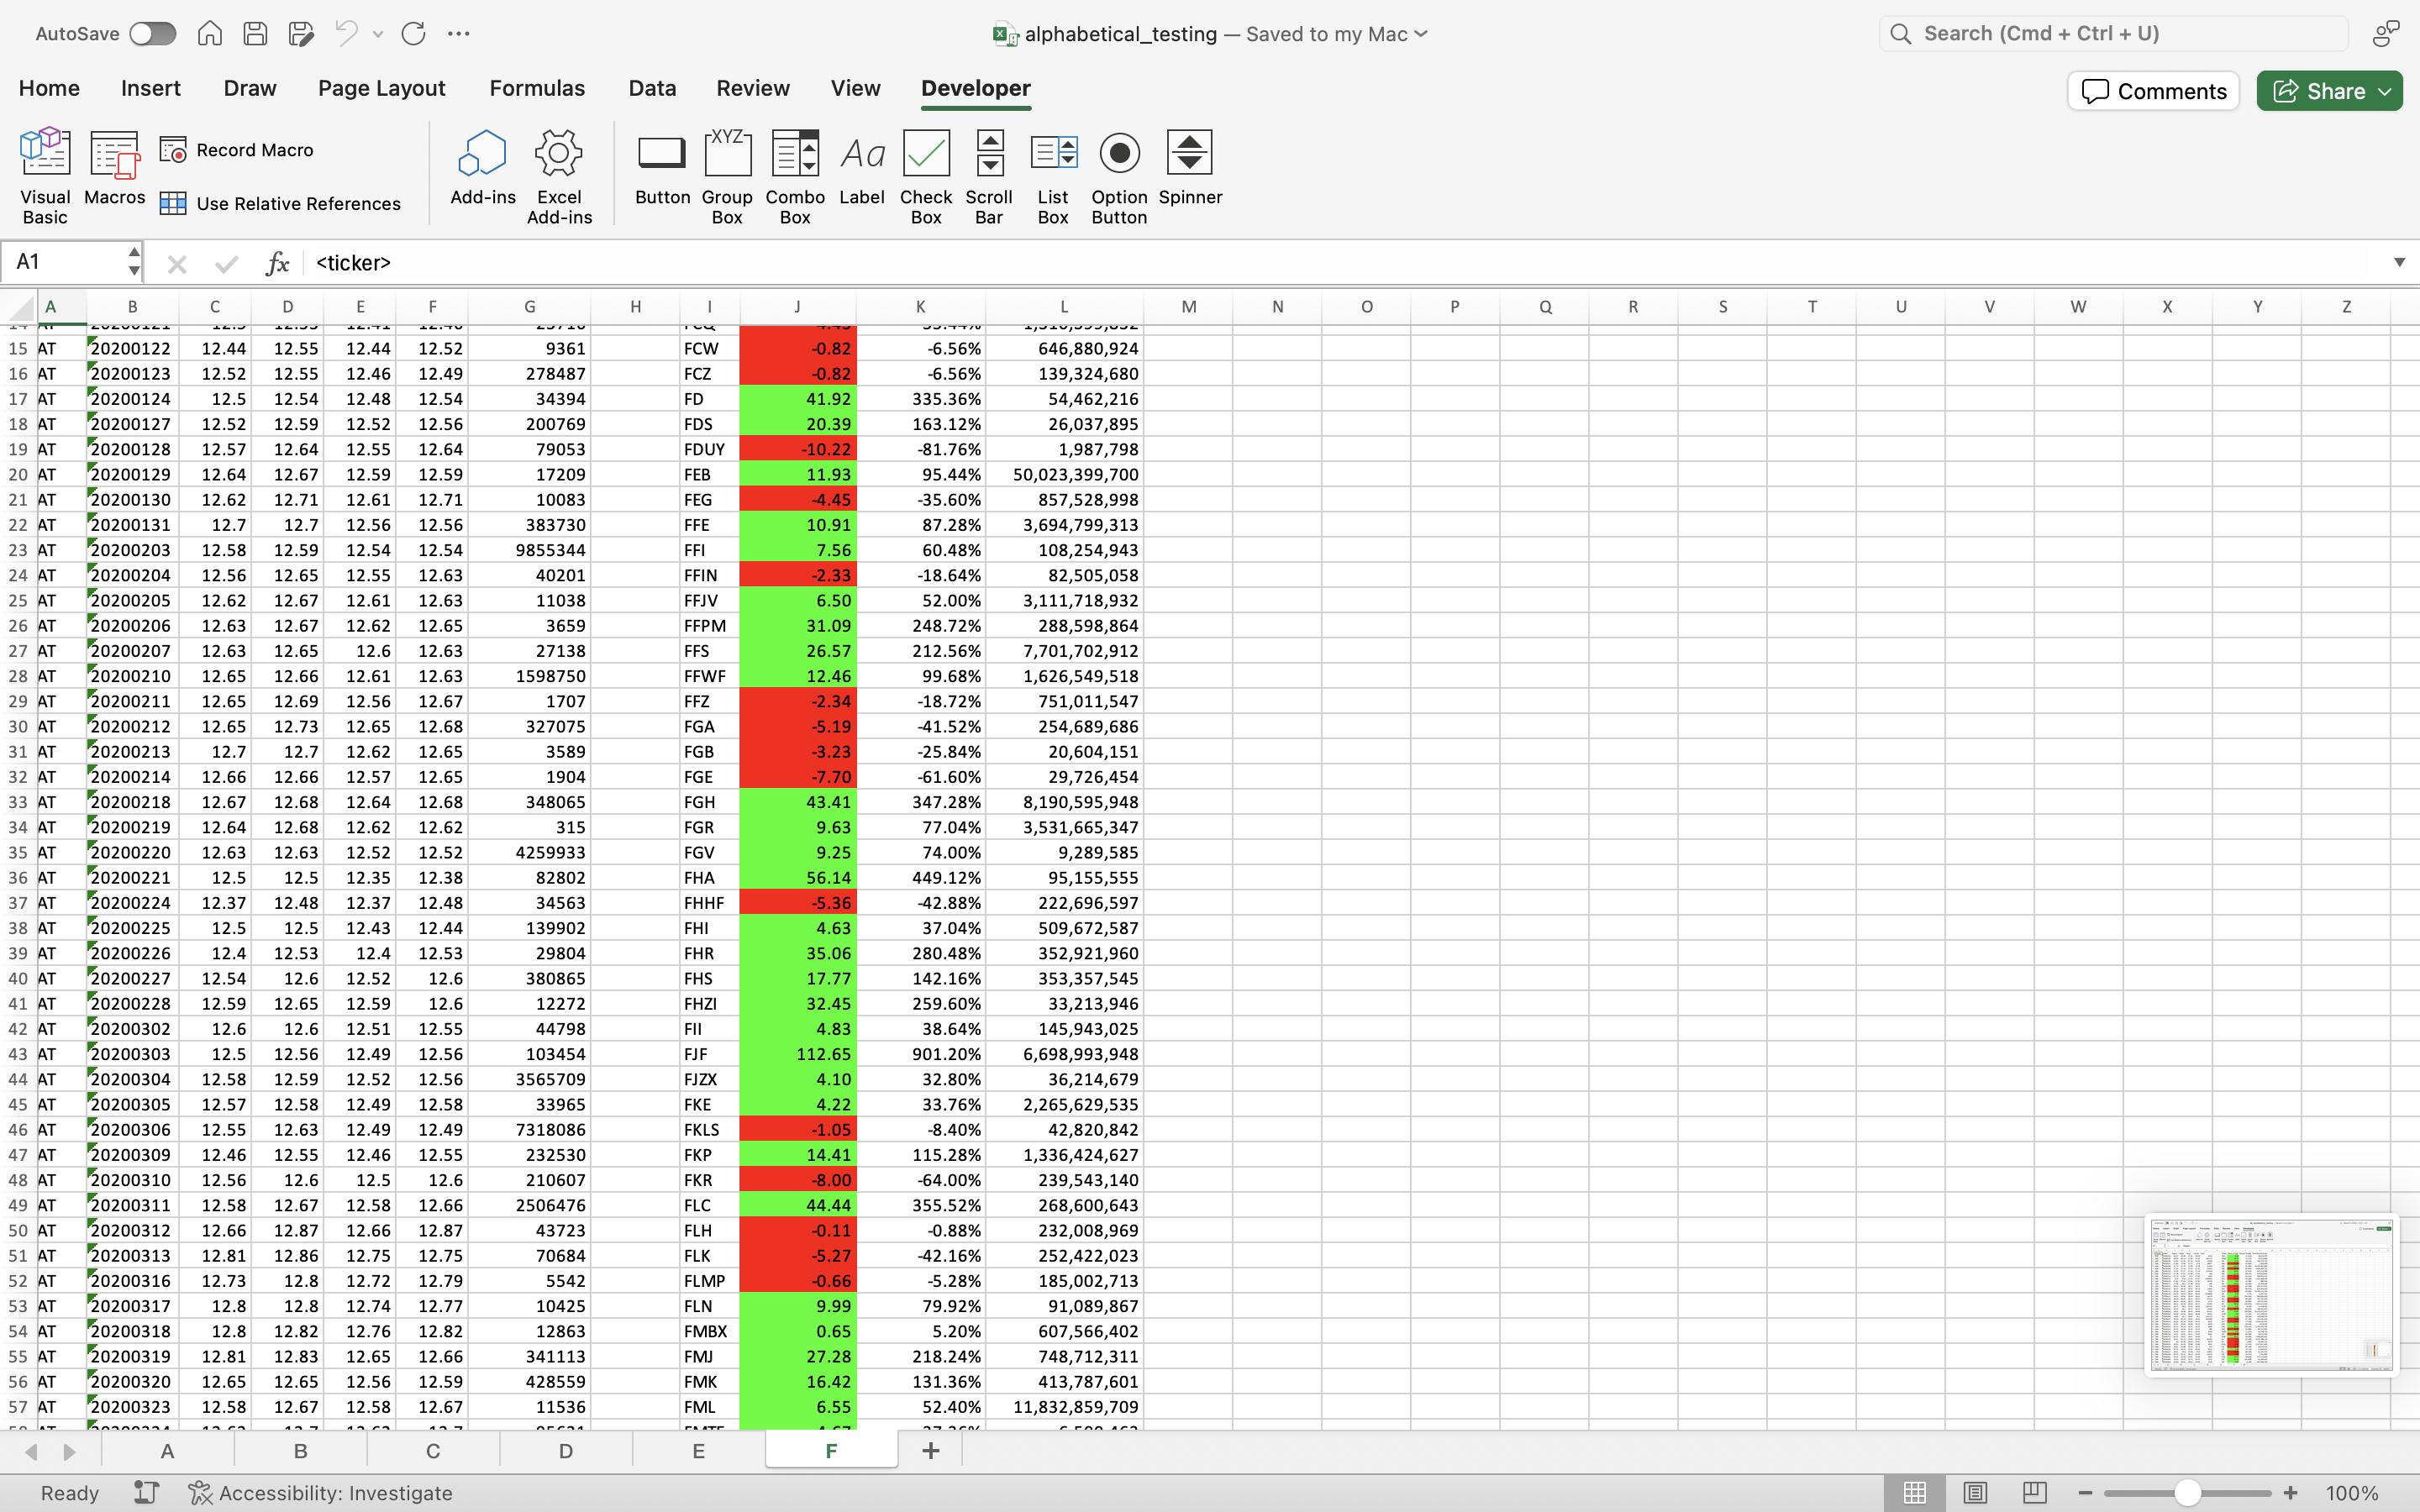 AutoSave alphabetical_testing — Saved to my Mac Search (Cmd + Ctrl + U)
Home Insert Draw Page Layout Formulas Data Review View Developer Comments Share
Visual Basic Macros Record Macro Use Relative References Add-ins Excel Add-ins Button Group Box Combo Box Label Check Box Scroll Bar List Box Option Button Spinner
A1 fx <ticker>
A B C D E F G H I J K L M N O P Q R S T U V W X Y Z
15 AT 20200122 12.44 12.55 12.44 12.52 9361 FCW -0.82 -6.56% 646,880,924
16 AT 20200123 12.52 12.55 12.46 12.49 278487 FCZ -0.82 -6.56% 139,324,680
17 AT 20200124 12.5 12.54 12.48 12.54 34394 FD 41.92 335.36% 54,462,216
18 AT 20200127 12.52 12.59 12.52 12.56 200769 FDS 20.39 163.12% 26,037,895
19 AT 20200128 12.57 12.64 12.55 12.64 79053 FDUY -10.22 -81.76% 1,987,798
20 AT 20200129 12.64 12.67 12.59 12.59 17209 FEB 11.93 95.44% 50,023,399,700
21 AT 20200130 12.62 12.71 12.61 12.71 10083 FEG -4.45 -35.60% 857,528,998
22 AT 20200131 12.7 12.7 12.56 12.56 383730 FFE 10.91 87.28% 3,694,799,313
23 AT 20200203 12.58 12.59 12.54 12.54 9855344 FFI 7.56 60.48% 108,254,943
24 AT 20200204 12.56 12.65 12.55 12.63 40201 FFIN -2.33 -18.64% 82,505,058
25 AT 20200205 12.62 12.67 12.61 12.63 11038 FFJV 6.50 52.00% 3,111,718,932
26 AT 20200206 12.63 12.67 12.62 12.65 3659 FFPM 31.09 248.72% 288,598,864
27 AT 20200207 12.63 12.65 12.6 12.63 27138 FFS 26.57 212.56% 7,701,702,912
28 AT 20200210 12.65 12.66 12.61 12.63 1598750 FFWF 12.46 99.68% 1,626,549,518
29 AT 20200211 12.65 12.69 12.56 12.67 1707 FFZ -2.34 -18.72% 751,011,547
30 AT 20200212 12.65 12.73 12.65 12.68 327075 FGA -5.19 -41.52% 254,689,686
31 AT 20200213 12.7 12.7 12.62 12.65 3589 FGB -3.23 -25.84% 20,604,151
32 AT 20200214 12.66 12.66 12.57 12.65 1904 FGE -7.70 -61.60% 29,726,454
33 AT 20200218 12.67 12.68 12.64 12.68 348065 FGH 43.41 347.28% 8,190,595,948
34 AT 20200219 12.64 12.68 12.62 12.62 315 FGR 9.63 77.04% 3,531,665,347
35 AT 20200220 12.63 12.63 12.52 12.52 4259933 FGV 9.25 74.00% 9,289,585
36 AT 20200221 12.5 12.5 12.35 12.38 82802 FHA 56.14 449.12% 95,155,555
37 AT 20200224 12.37 12.48 12.37 12.48 34563 FHHF -5.36 -42.88% 222,696,597
38 AT 20200225 12.5 12.5 12.43 12.44 139902 FHI 4.63 37.04% 509,672,587
39 AT 20200226 12.4 12.53 12.4 12.53 29804 FHR 35.06 280.48% 352,921,960
40 AT 20200227 12.54 12.6 12.52 12.6 380865 FHS 17.77 142.16% 353,357,545
41 AT 20200228 12.59 12.65 12.59 12.6 12272 FHZI 32.45 259.60% 33,213,946
42 AT 20200302 12.6 12.6 12.51 12.55 44798 FII 4.83 38.64% 145,943,025
43 AT 20200303 12.5 12.56 12.49 12.56 103454 FJF 112.65 901.20% 6,698,993,948
44 AT 20200304 12.58 12.59 12.52 12.56 3565709 FJZX 4.10 32.80% 36,214,679
45 AT 20200305 12.57 12.58 12.49 12.58 33965 FKE 4.22 33.76% 2,265,629,535
46 AT 20200306 12.55 12.63 12.49 12.49 7318086 FKLS -1.05 -8.40% 42,820,842
47 AT 20200309 12.46 12.55 12.46 12.55 232530 FKP 14.41 115.28% 1,336,424,627
48 AT 20200310 12.56 12.6 12.5 12.6 210607 FKR -8.00 -64.00% 239,543,140
49 AT 20200311 12.58 12.67 12.58 12.66 2506476 FLC 44.44 355.52% 268,600,643
50 AT 20200312 12.66 12.87 12.66 12.87 43723 FLH -0.11 -0.88% 232,008,969
51 AT 20200313 12.81 12.86 12.75 12.75 70684 FLK -5.27 -42.16% 252,422,023
52 AT 20200316 12.73 12.8 12.72 12.79 5542 FLMP -0.66 -5.28% 185,002,713
53 AT 20200317 12.8 12.8 12.74 12.77 10425 FLN 9.99 79.92% 91,089,867
54 AT 20200318 12.8 12.82 12.76 12.82 12863 FMBX 0.65 5.20% 607,566,402
55 AT 20200319 12.81 12.83 12.65 12.66 341113 FMJ 27.28 218.24% 748,712,311
56 AT 20200320 12.65 12.65 12.56 12.59 428559 FMK 16.42 131.36% 413,787,601
57 AT 20200323 12.58 12.67 12.58 12.67 11536 FML 6.55 52.40% 11,832,859,709
A B C D E F +
Ready Accessibility: Investigate 100%